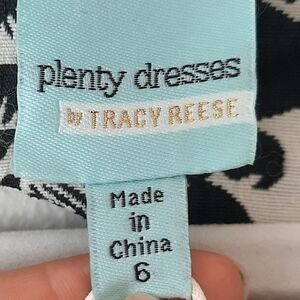 plenty dresses
by TRACY REESE
Made
in
China
6